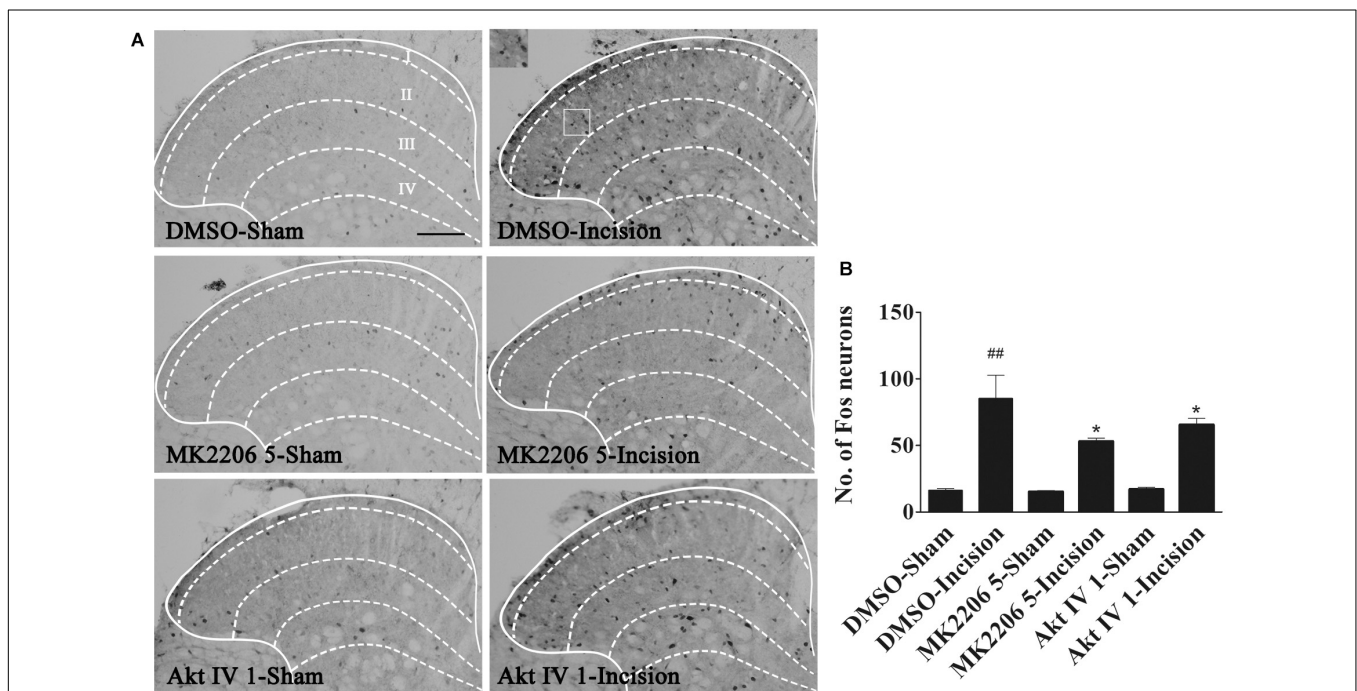 A
I
II
III
IV
DMSO-Sham
DMSO-Incision
MK2206 5-Sham
MK2206 5-Incision
Akt IV 1-Sham
Akt IV 1-Incision
B
No. of Fos neurons
150
100
50
0
##
*
*
DMSO-Sham
DMSO-Incision
MK2206 5-Sham
MK2206 5-Incision
Akt IV 1-Sham
Akt IV 1-Incision